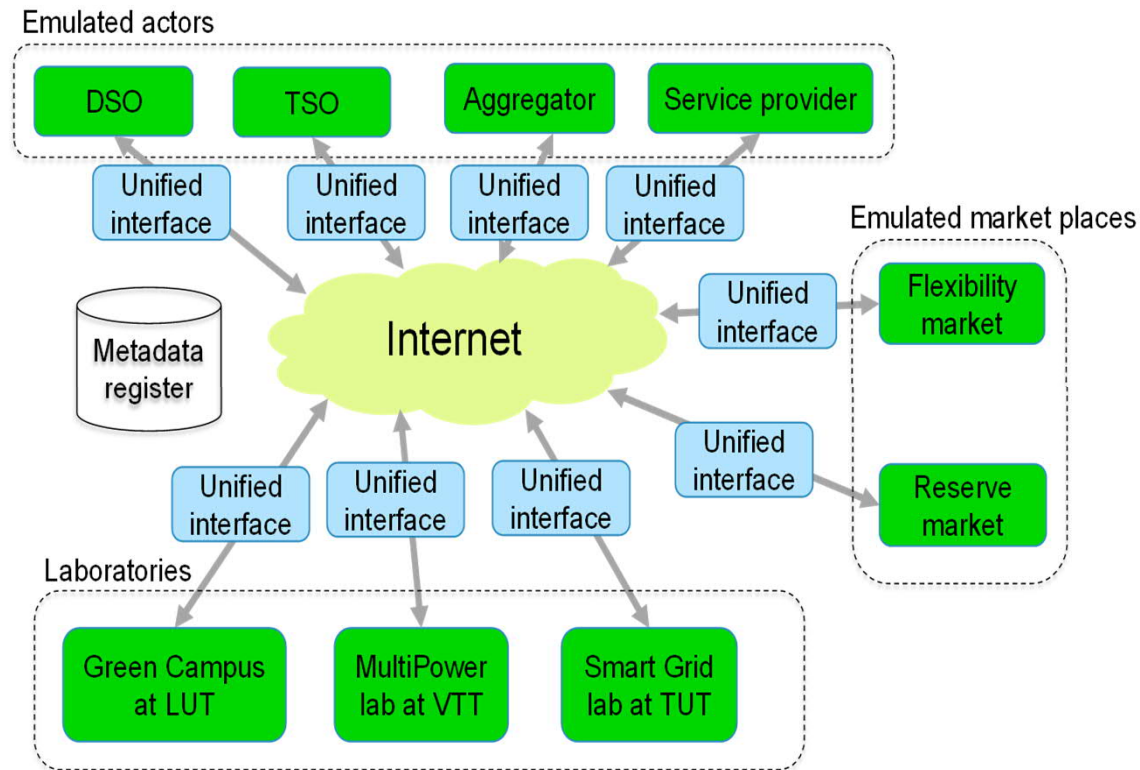 Emulated actors
DSO
TSO
Aggregator
Service provider
Unified
interface
Unified
interface
Unified
interface
Unified
interface
Emulated market places
Unified
interface
Flexibility
market
Internet
Metadata
register
Unified
interface
Reserve
market
Unified
interface
Unified
interface
Unified
interface
Laboratories
Green Campus
at LUT
MultiPower
lab at VTT
Smart Grid
lab at TUT